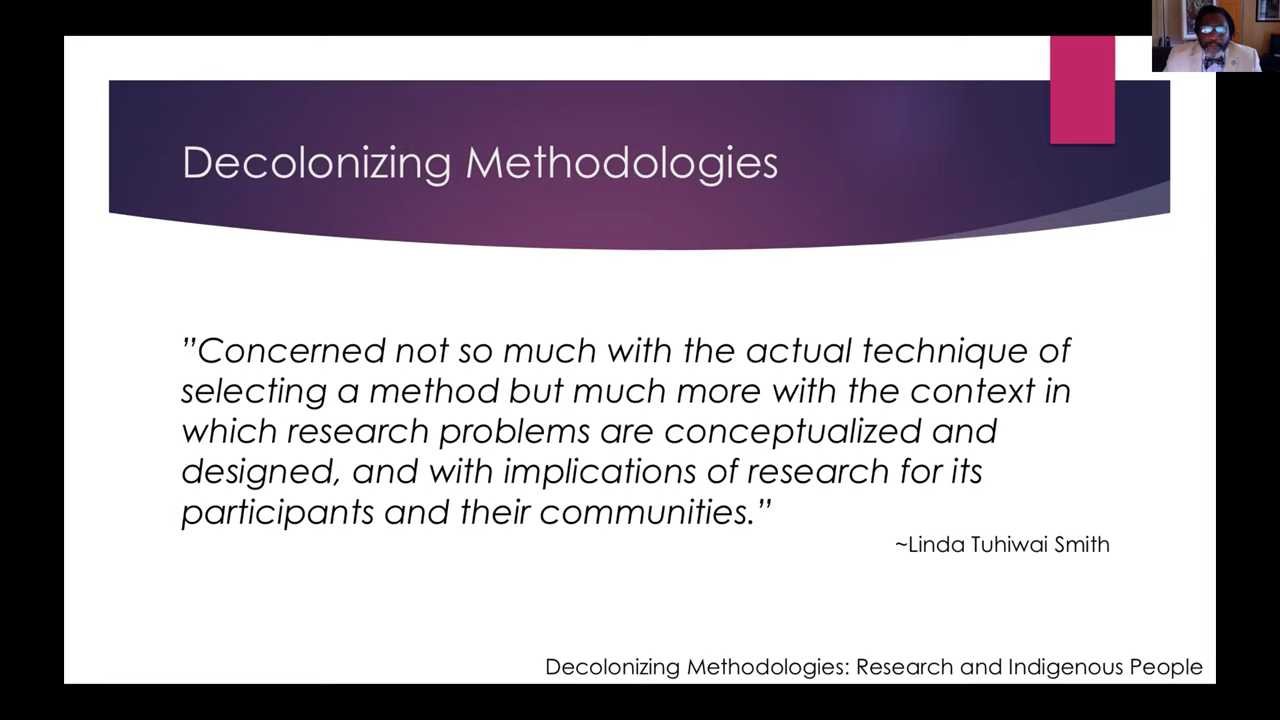 Decolonizing Methodologies
”Concerned not so much with the actual technique of
selecting a method but much more with the context in
which research problems are conceptualized and
designed, and with implications of research for its
participants and their communities.”
~Linda Tuhiwai Smith
Decolonizing Methodologies: Research and Indigenous People